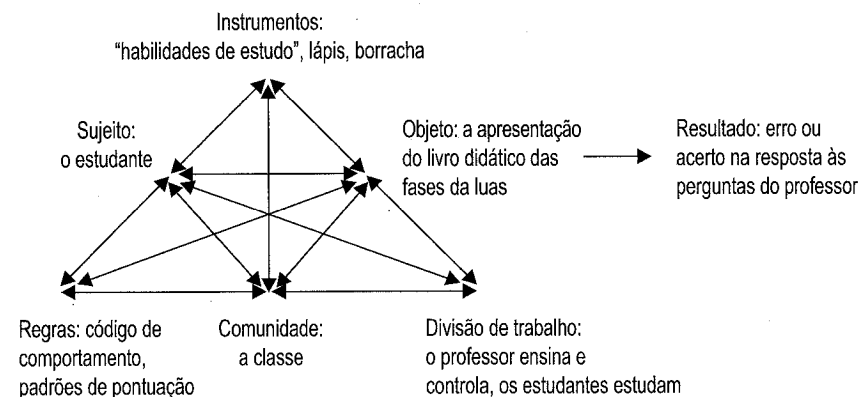 Instrumentos:
“habilidades de estudo”, lápis, borracha
Sujeito:
o estudante
Objeto: a apresentação
do livro didático das
fases da luas
Resultado: erro ou
acerto na resposta às
perguntas do professor
Regras: código de
comportamento,
padrões de pontuação
Comunidade:
a classe
Divisão de trabalho:
o professor ensina e
controla, os estudantes estudam